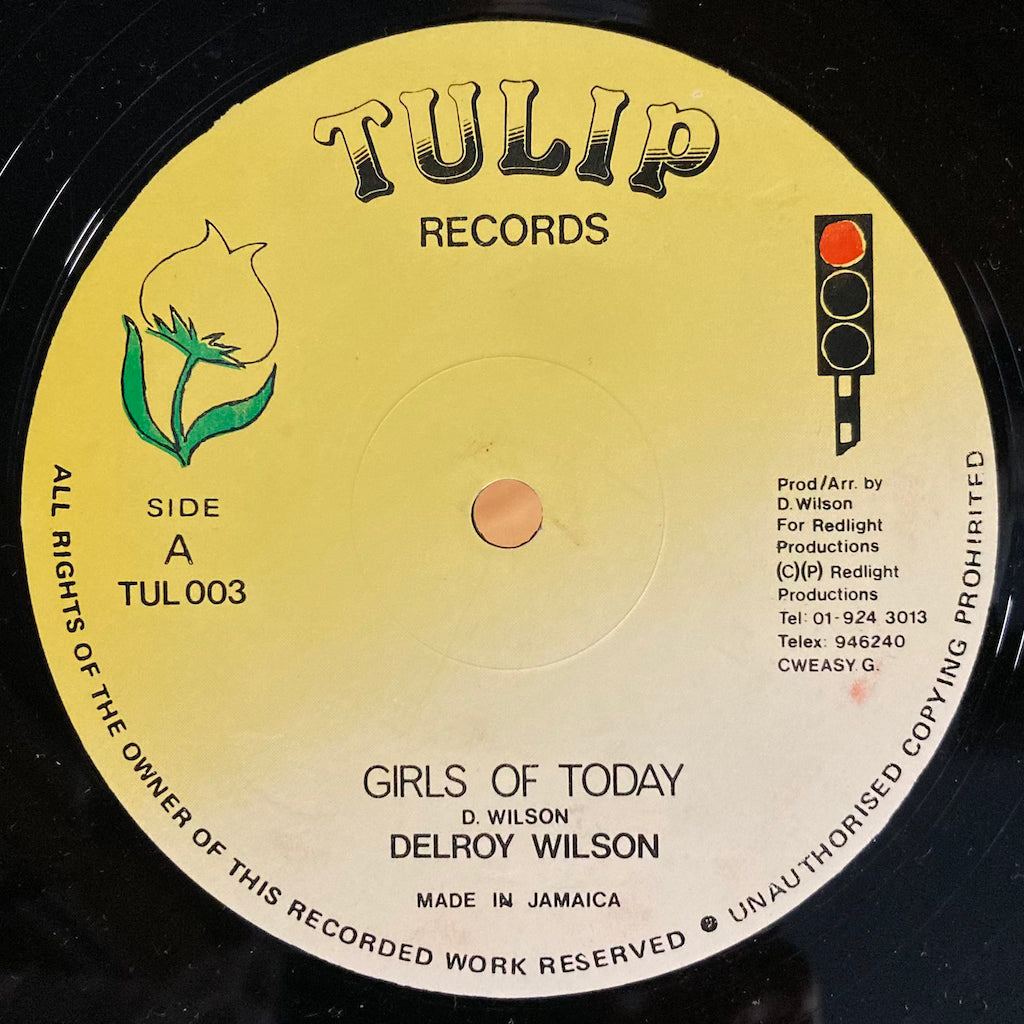 TULIP
RECORDS
SIDE
A
TUL 003
Prod/Arr. by
D. Wilson
For Redlight
Productions
(C)(P) Redlight
Productions
Tel: 01-924 3013
Telex: 946240
CWEASY G.
GIRLS OF TODAY
D. WILSON
DELROY WILSON
MADE IN JAMAICA
ALL RIGHTS OF THE OWNER OF THIS RECORDED WORK RESERVED ● UNAUTHORISED COPYING PROHIRITED